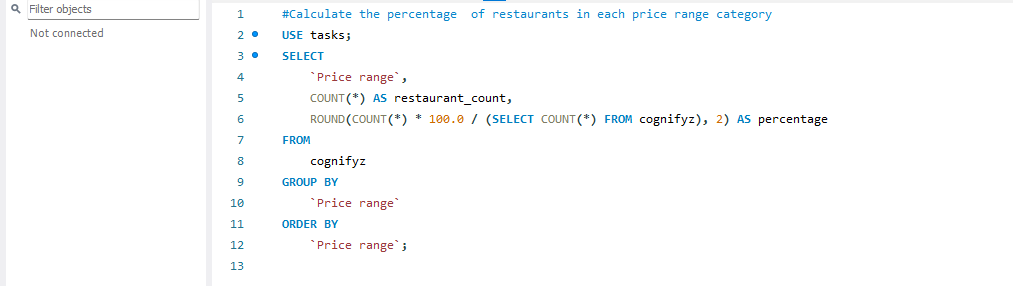 Filter objects
Not connected
1 #Calculate the percentage  of restaurants in each price range category
2 USE tasks;
3 SELECT
4 `Price range`,
5 COUNT(*) AS restaurant_count,
6 ROUND(COUNT(*) * 100.0 / (SELECT COUNT(*) FROM cognifyz), 2) AS percentage
7 FROM
8 cognifyz
9 GROUP BY
10 `Price range`
11 ORDER BY
12 `Price range`;
13